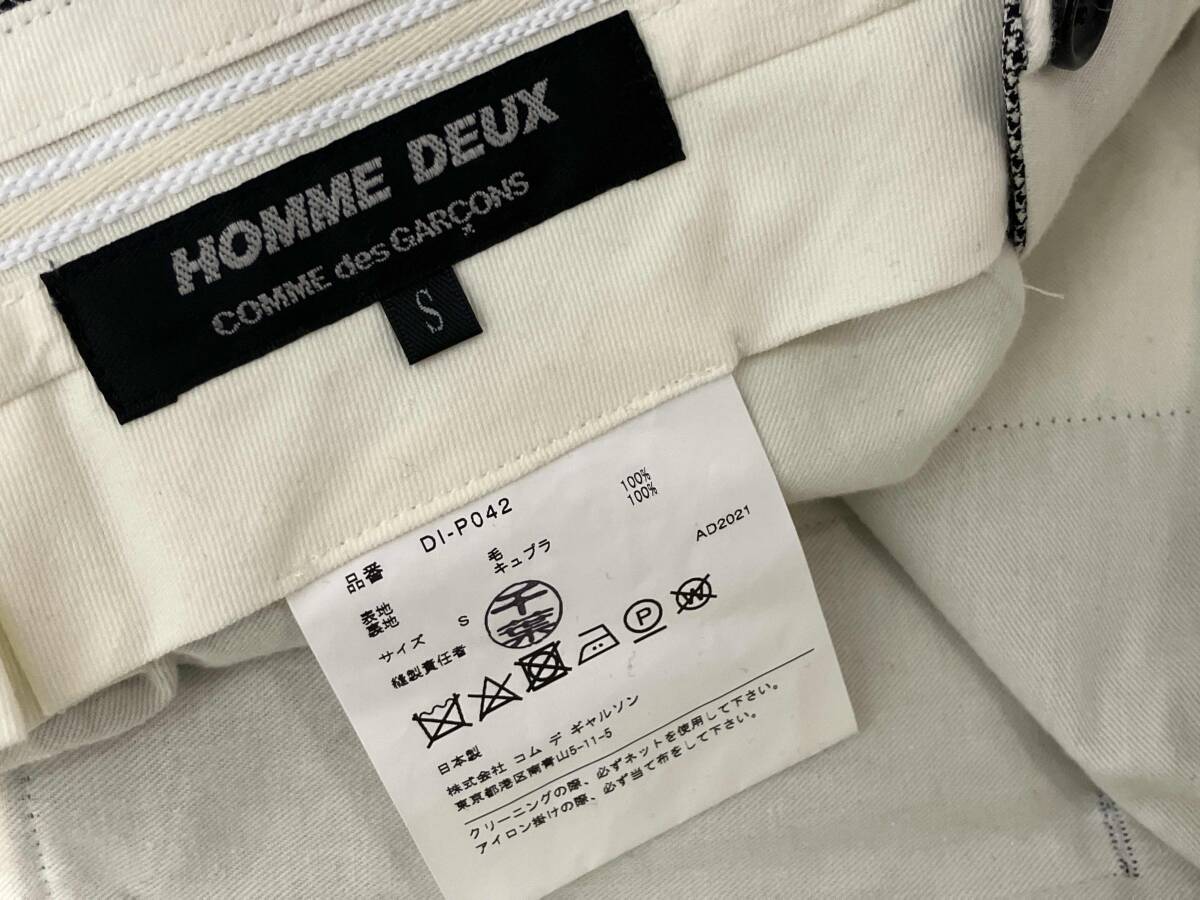 HOMME DEUX
COMME des GARÇONS
S
品番 DI-P042
表地 毛 100%
裏地 キュプラ 100%
サイズ S AD2021
縫製責任者 千葉
P W
日本製
株式会社 コム デ ギャルソン
東京都港区南青山5-11-5
クリーニングの際、必ずネットを使用して下さい。
アイロン掛けの際、必ず当て布をして下さい。